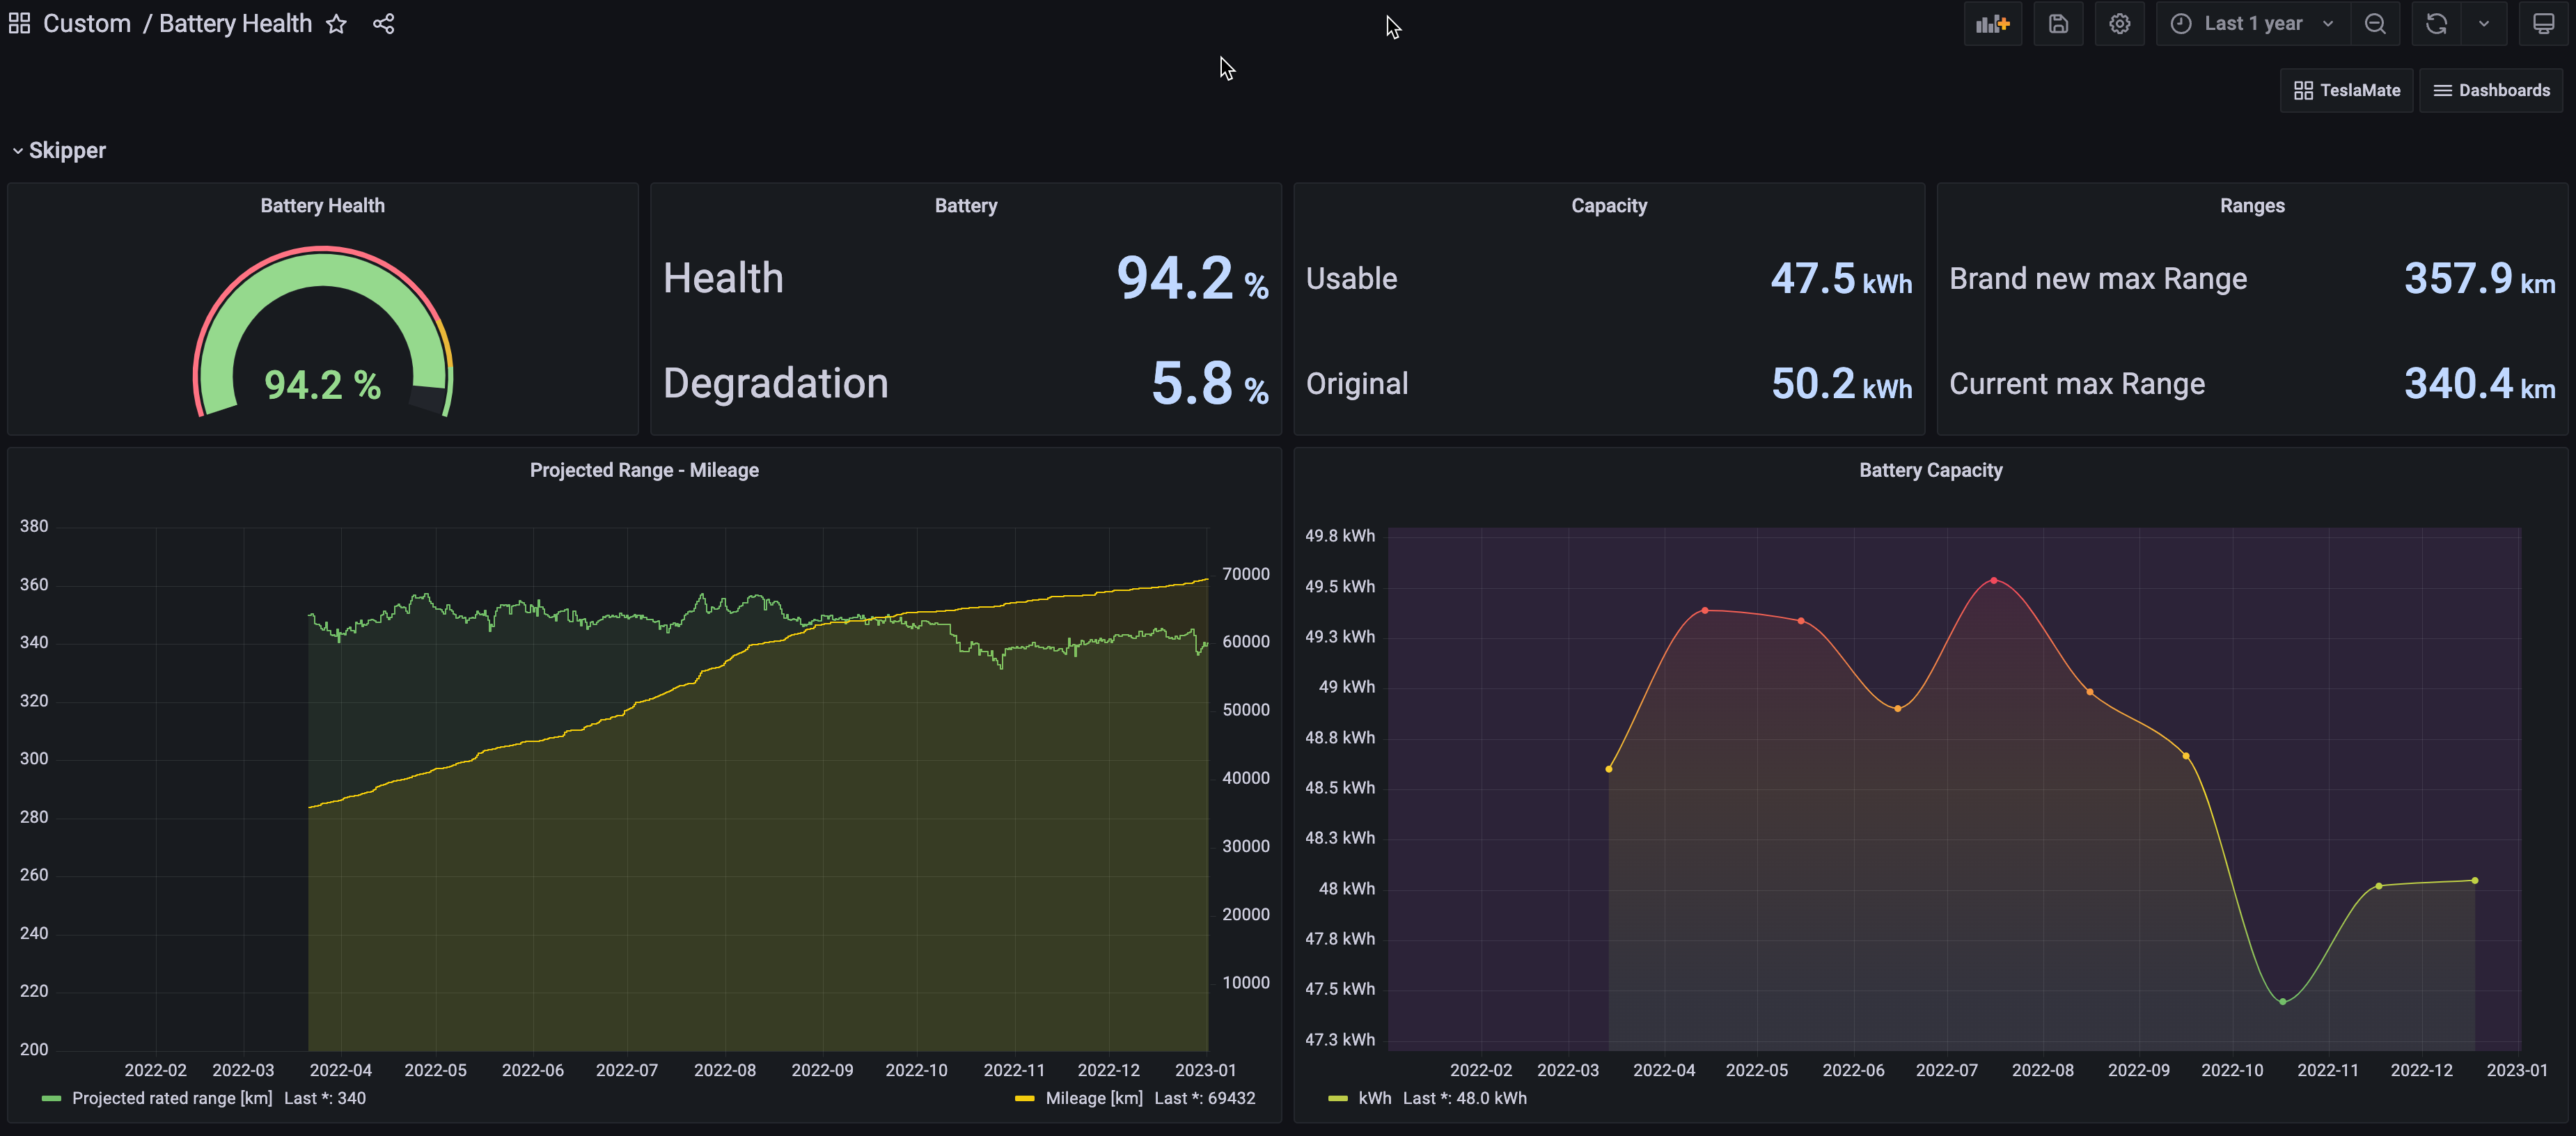 Custom / Battery Health
Last 1 year
TeslaMate
Dashboards
Skipper
Battery Health
94.2 %
Battery
Health 94.2 %
Degradation 5.8 %
Capacity
Usable 47.5 kWh
Original 50.2 kWh
Ranges
Brand new max Range 357.9 km
Current max Range 340.4 km
Projected Range - Mileage
380
360
340
320
300
280
260
240
220
200
70000
60000
50000
40000
30000
20000
10000
2022-02 2022-03 2022-04 2022-05 2022-06 2022-07 2022-08 2022-09 2022-10 2022-11 2022-12 2023-01
Projected rated range [km] Last *: 340
Mileage [km] Last *: 69432
Battery Capacity
49.8 kWh
49.5 kWh
49.3 kWh
49 kWh
48.8 kWh
48.5 kWh
48.3 kWh
48 kWh
47.8 kWh
47.5 kWh
47.3 kWh
2022-02 2022-03 2022-04 2022-05 2022-06 2022-07 2022-08 2022-09 2022-10 2022-11 2022-12 2023-01
kWh Last *: 48.0 kWh